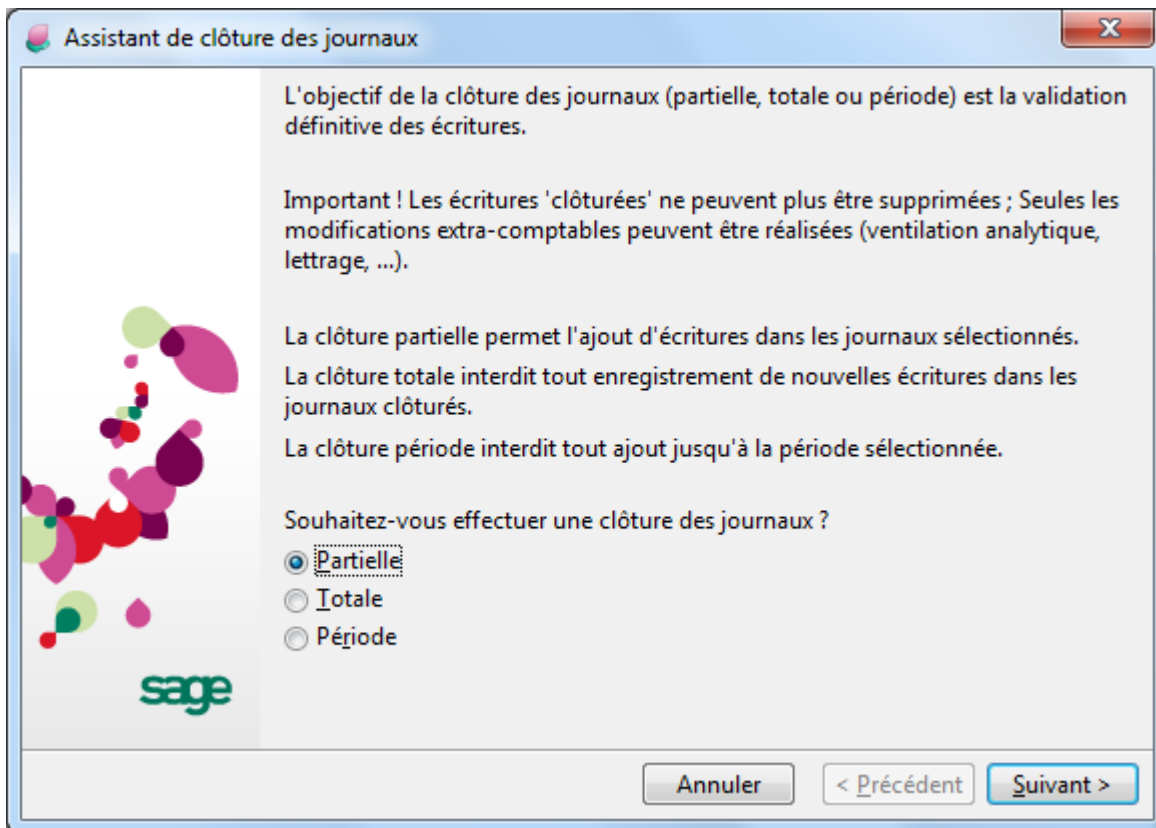 Assistant de clôture des journaux
L'objectif de la clôture des journaux (partielle, totale ou période) est la validation
définitive des écritures.
Important ! Les écritures 'clôturées' ne peuvent plus être supprimées ; Seules les
modifications extra-comptables peuvent être réalisées (ventilation analytique,
lettrage, ...).
La clôture partielle permet l'ajout d'écritures dans les journaux sélectionnés.
La clôture totale interdit tout enregistrement de nouvelles écritures dans les
journaux clôturés.
La clôture période interdit tout ajout jusqu'à la période sélectionnée.
Souhaitez-vous effectuer une clôture des journaux ?
Partielle
Totale
Période
sage
Annuler < Précédent Suivant >